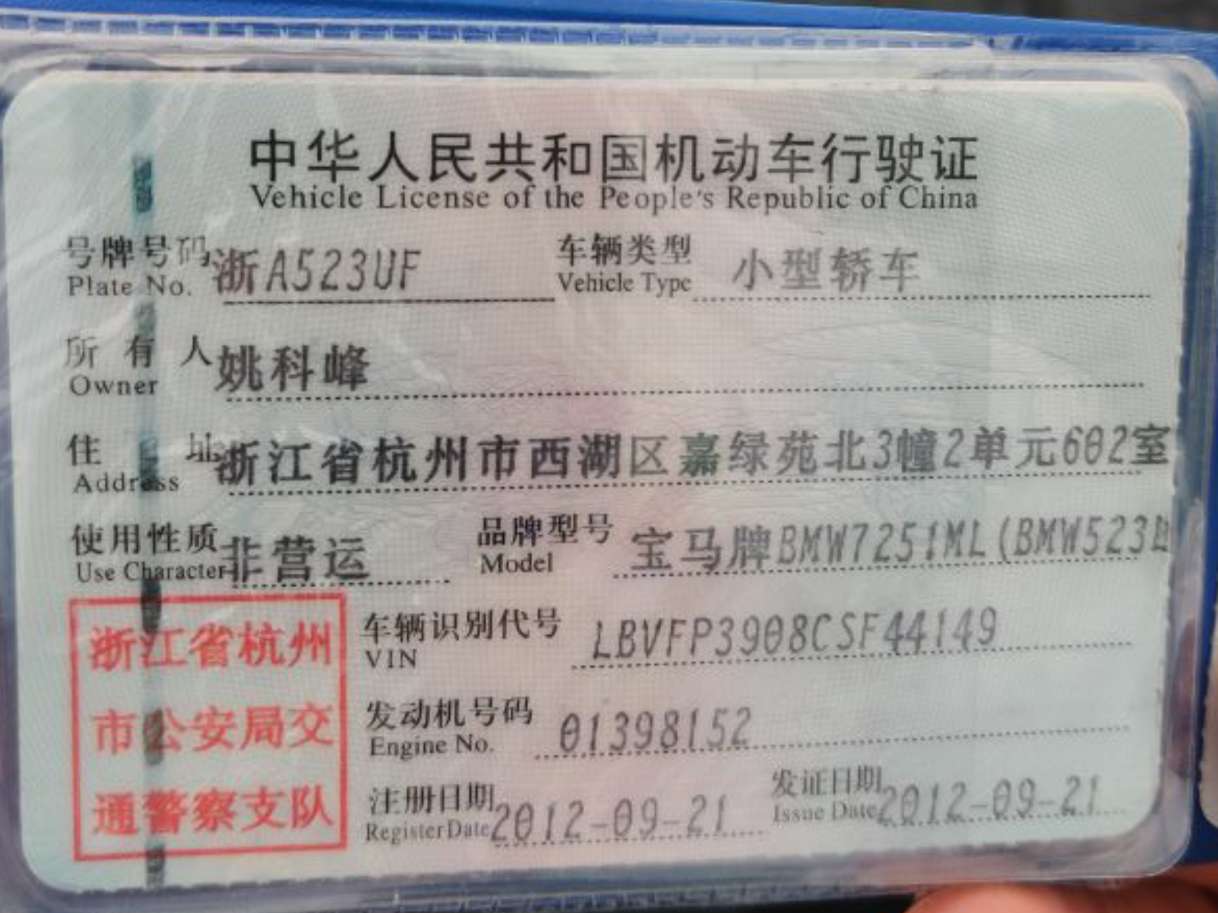 中华人民共和国机动车行驶证
Vehicle License of the People's Republic of China
号牌号码 浙A523UF 车辆类型 小型轿车
Plate No. Vehicle Type
所有人 姚科峰
Owner
住址 浙江省杭州市西湖区嘉绿苑北3幢2单元602室
Address
使用性质 非营运 品牌型号 宝马牌BMW7251ML(BMW523L
Use Character Model
浙江省杭州
市公安局交
通警察支队
车辆识别代号 LBVFP3908CSF44149
VIN
发动机号码 01398152
Engine No.
注册日期 2012-09-21 发证日期 2012-09-21
Register Date Issue Date